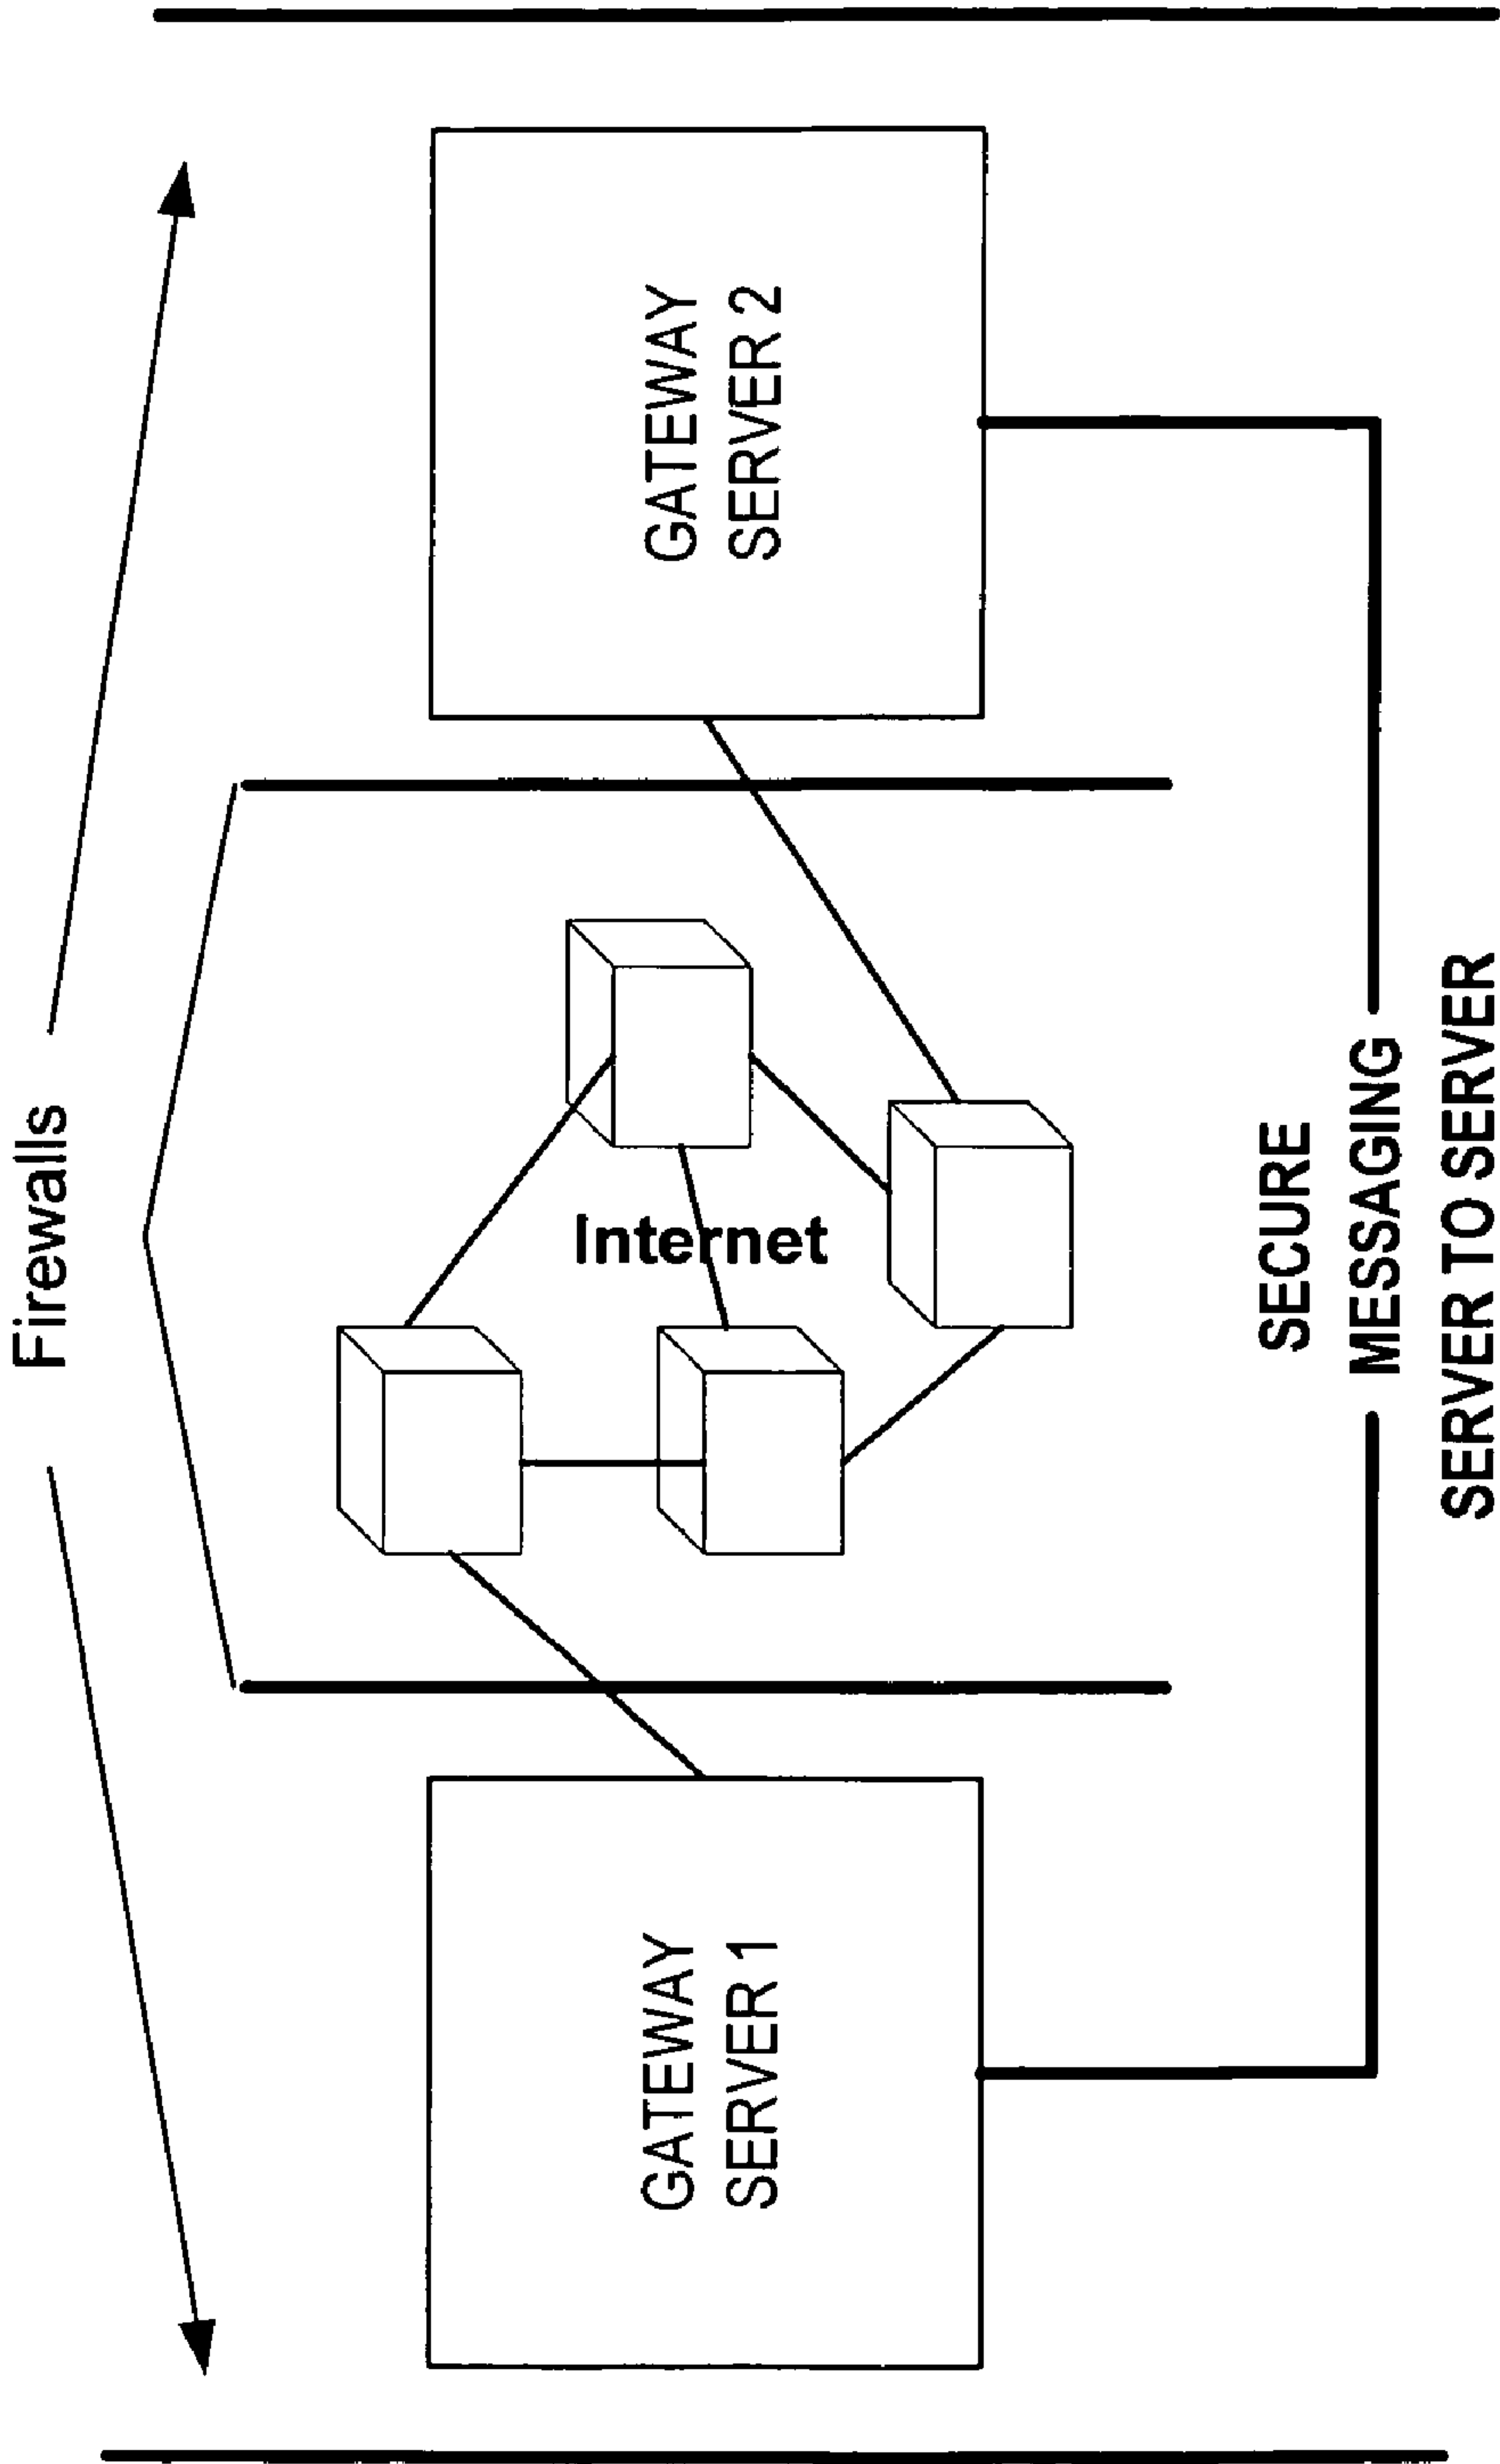 Firewalls
GATEWAY
SERVER 1
Internet
GATEWAY
SERVER 2
SECURE
MESSAGING
SERVER TO SERVER